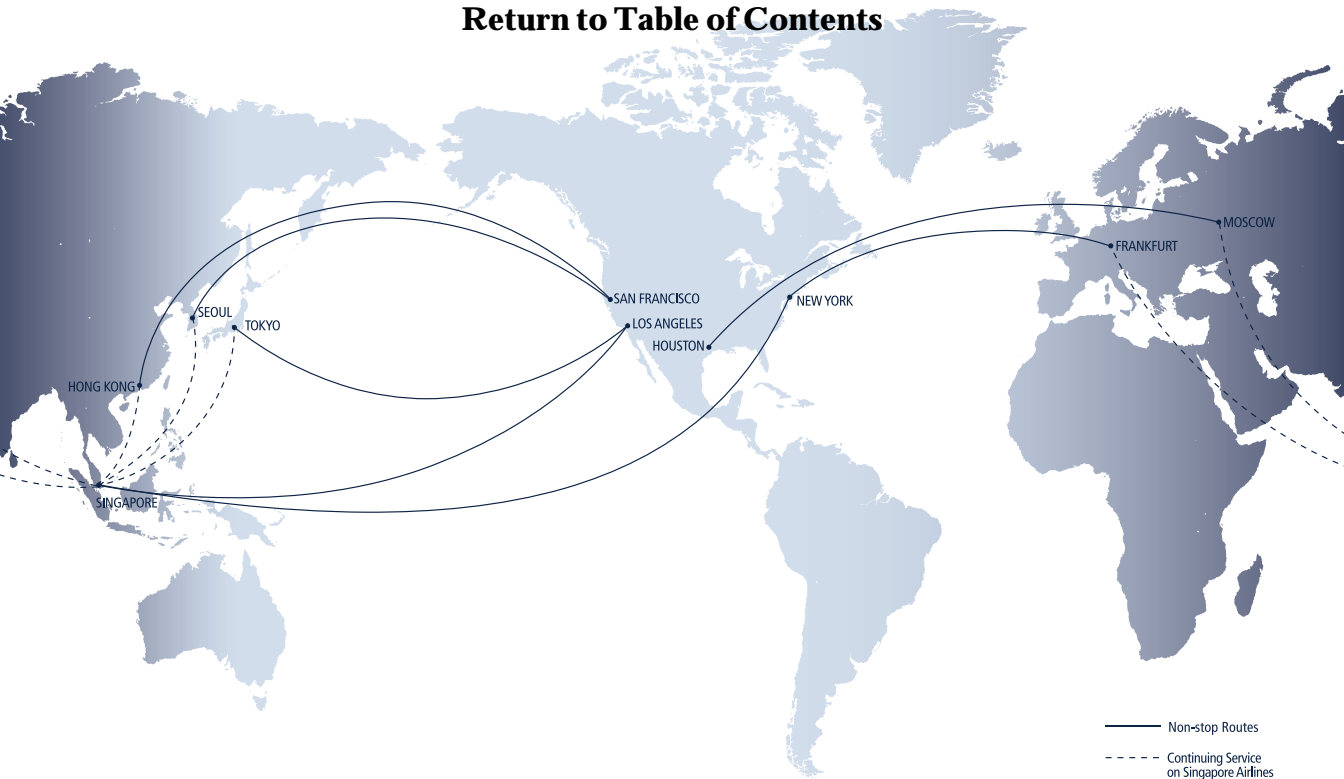 Return to Table of Contents
MOSCOW
FRANKFURT
SAN FRANCISCO
NEW YORK
SEOUL
TOKYO
LOS ANGELES
HOUSTON
HONG KONG
SINGAPORE
Non-stop Routes
Continuing Service
on Singapore Airlines